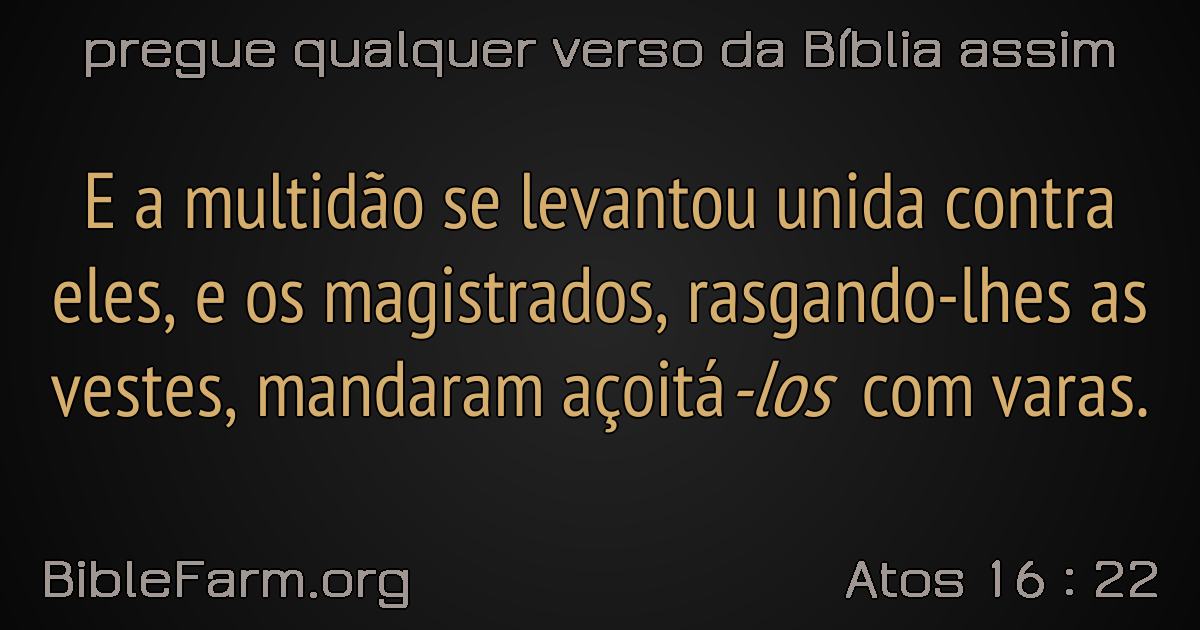 pregue qualquer verso da Bíblia assim
E a multidão se levantou unida contra
eles, e os magistrados, rasgando-lhes as
vestes, mandaram açoitá-los com varas.
BibleFarm.org
Atos 16 : 22